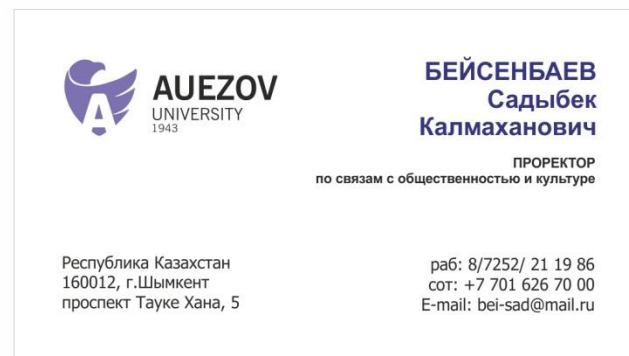 AUEZOV
UNIVERSITY
1943
БЕЙСЕНБАЕВ
Садыбек
Калмаханович
ПРОРЕКТОР
по связам с общественностью и культуре
Республика Казахстан
160012, г.Шымкент
проспект Тауке Хана, 5
раб: 8/7252/ 21 19 86
сот: +7 701 626 70 00
E-mail: bei-sad@mail.ru